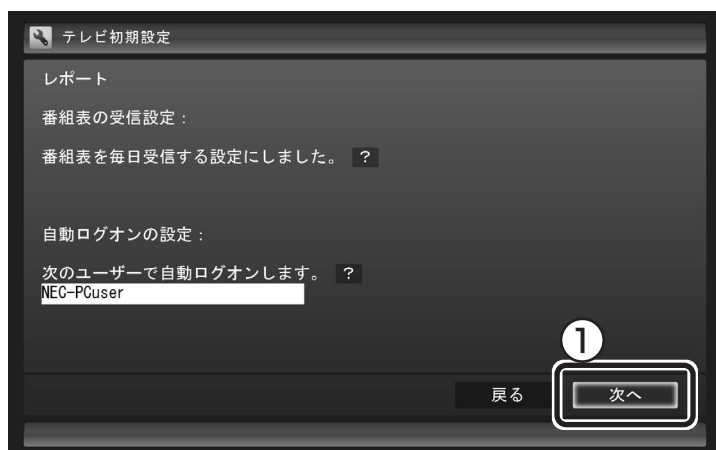 テレビ初期設定
レポート
番組表の受信設定：
番組表を毎日受信する設定にしました。 ?
自動ログオンの設定：
次のユーザーで自動ログオンします。 ?
NEC-PCuser
①
戻る 次へ